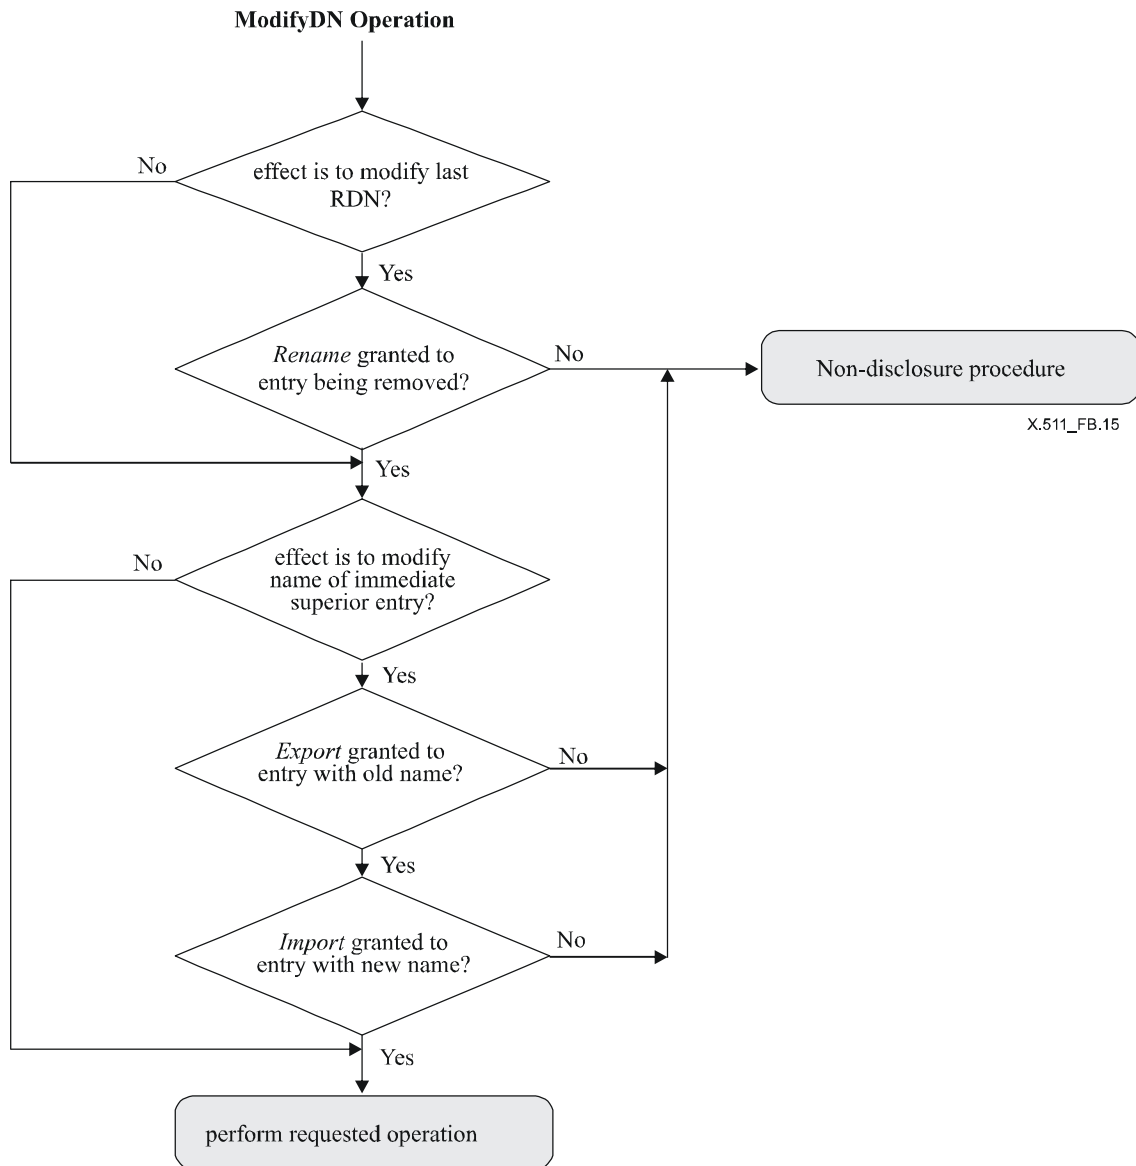 ModifyDN Operation
No
effect is to modify last
RDN?
Yes
Rename granted to
entry being removed?
No
Non-disclosure procedure
X.511_FB.15
Yes
No
effect is to modify
name of immediate
superior entry?
Yes
Export granted to
entry with old name?
No
Yes
Import granted to
entry with new name?
No
Yes
perform requested operation